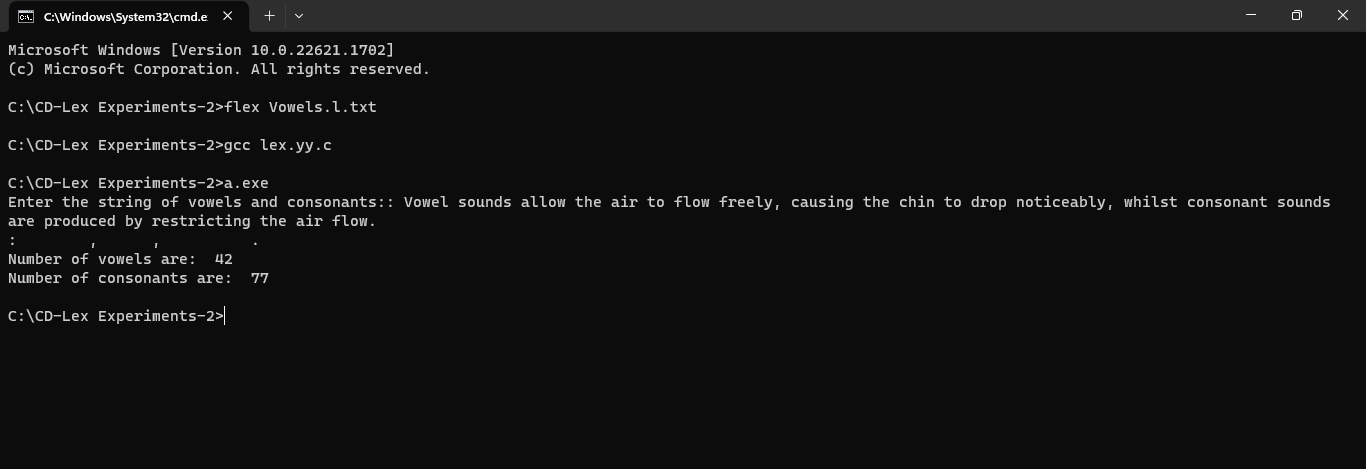 C:\Windows\System32\cmd.e
Microsoft Windows [Version 10.0.22621.1702]
(c) Microsoft Corporation. All rights reserved.
C:\CD-Lex Experiments-2>flex Vowels.l.txt
C:\CD-Lex Experiments-2>gcc lex.yy.c
C:\CD-Lex Experiments-2>a.exe
Enter the string of vowels and consonants:: Vowel sounds allow the air to flow freely, causing the chin to drop noticeably, whilst consonant sounds
are produced by restricting the air flow.
:        ,      ,          .
Number of vowels are:  42
Number of consonants are:  77
C:\CD-Lex Experiments-2>